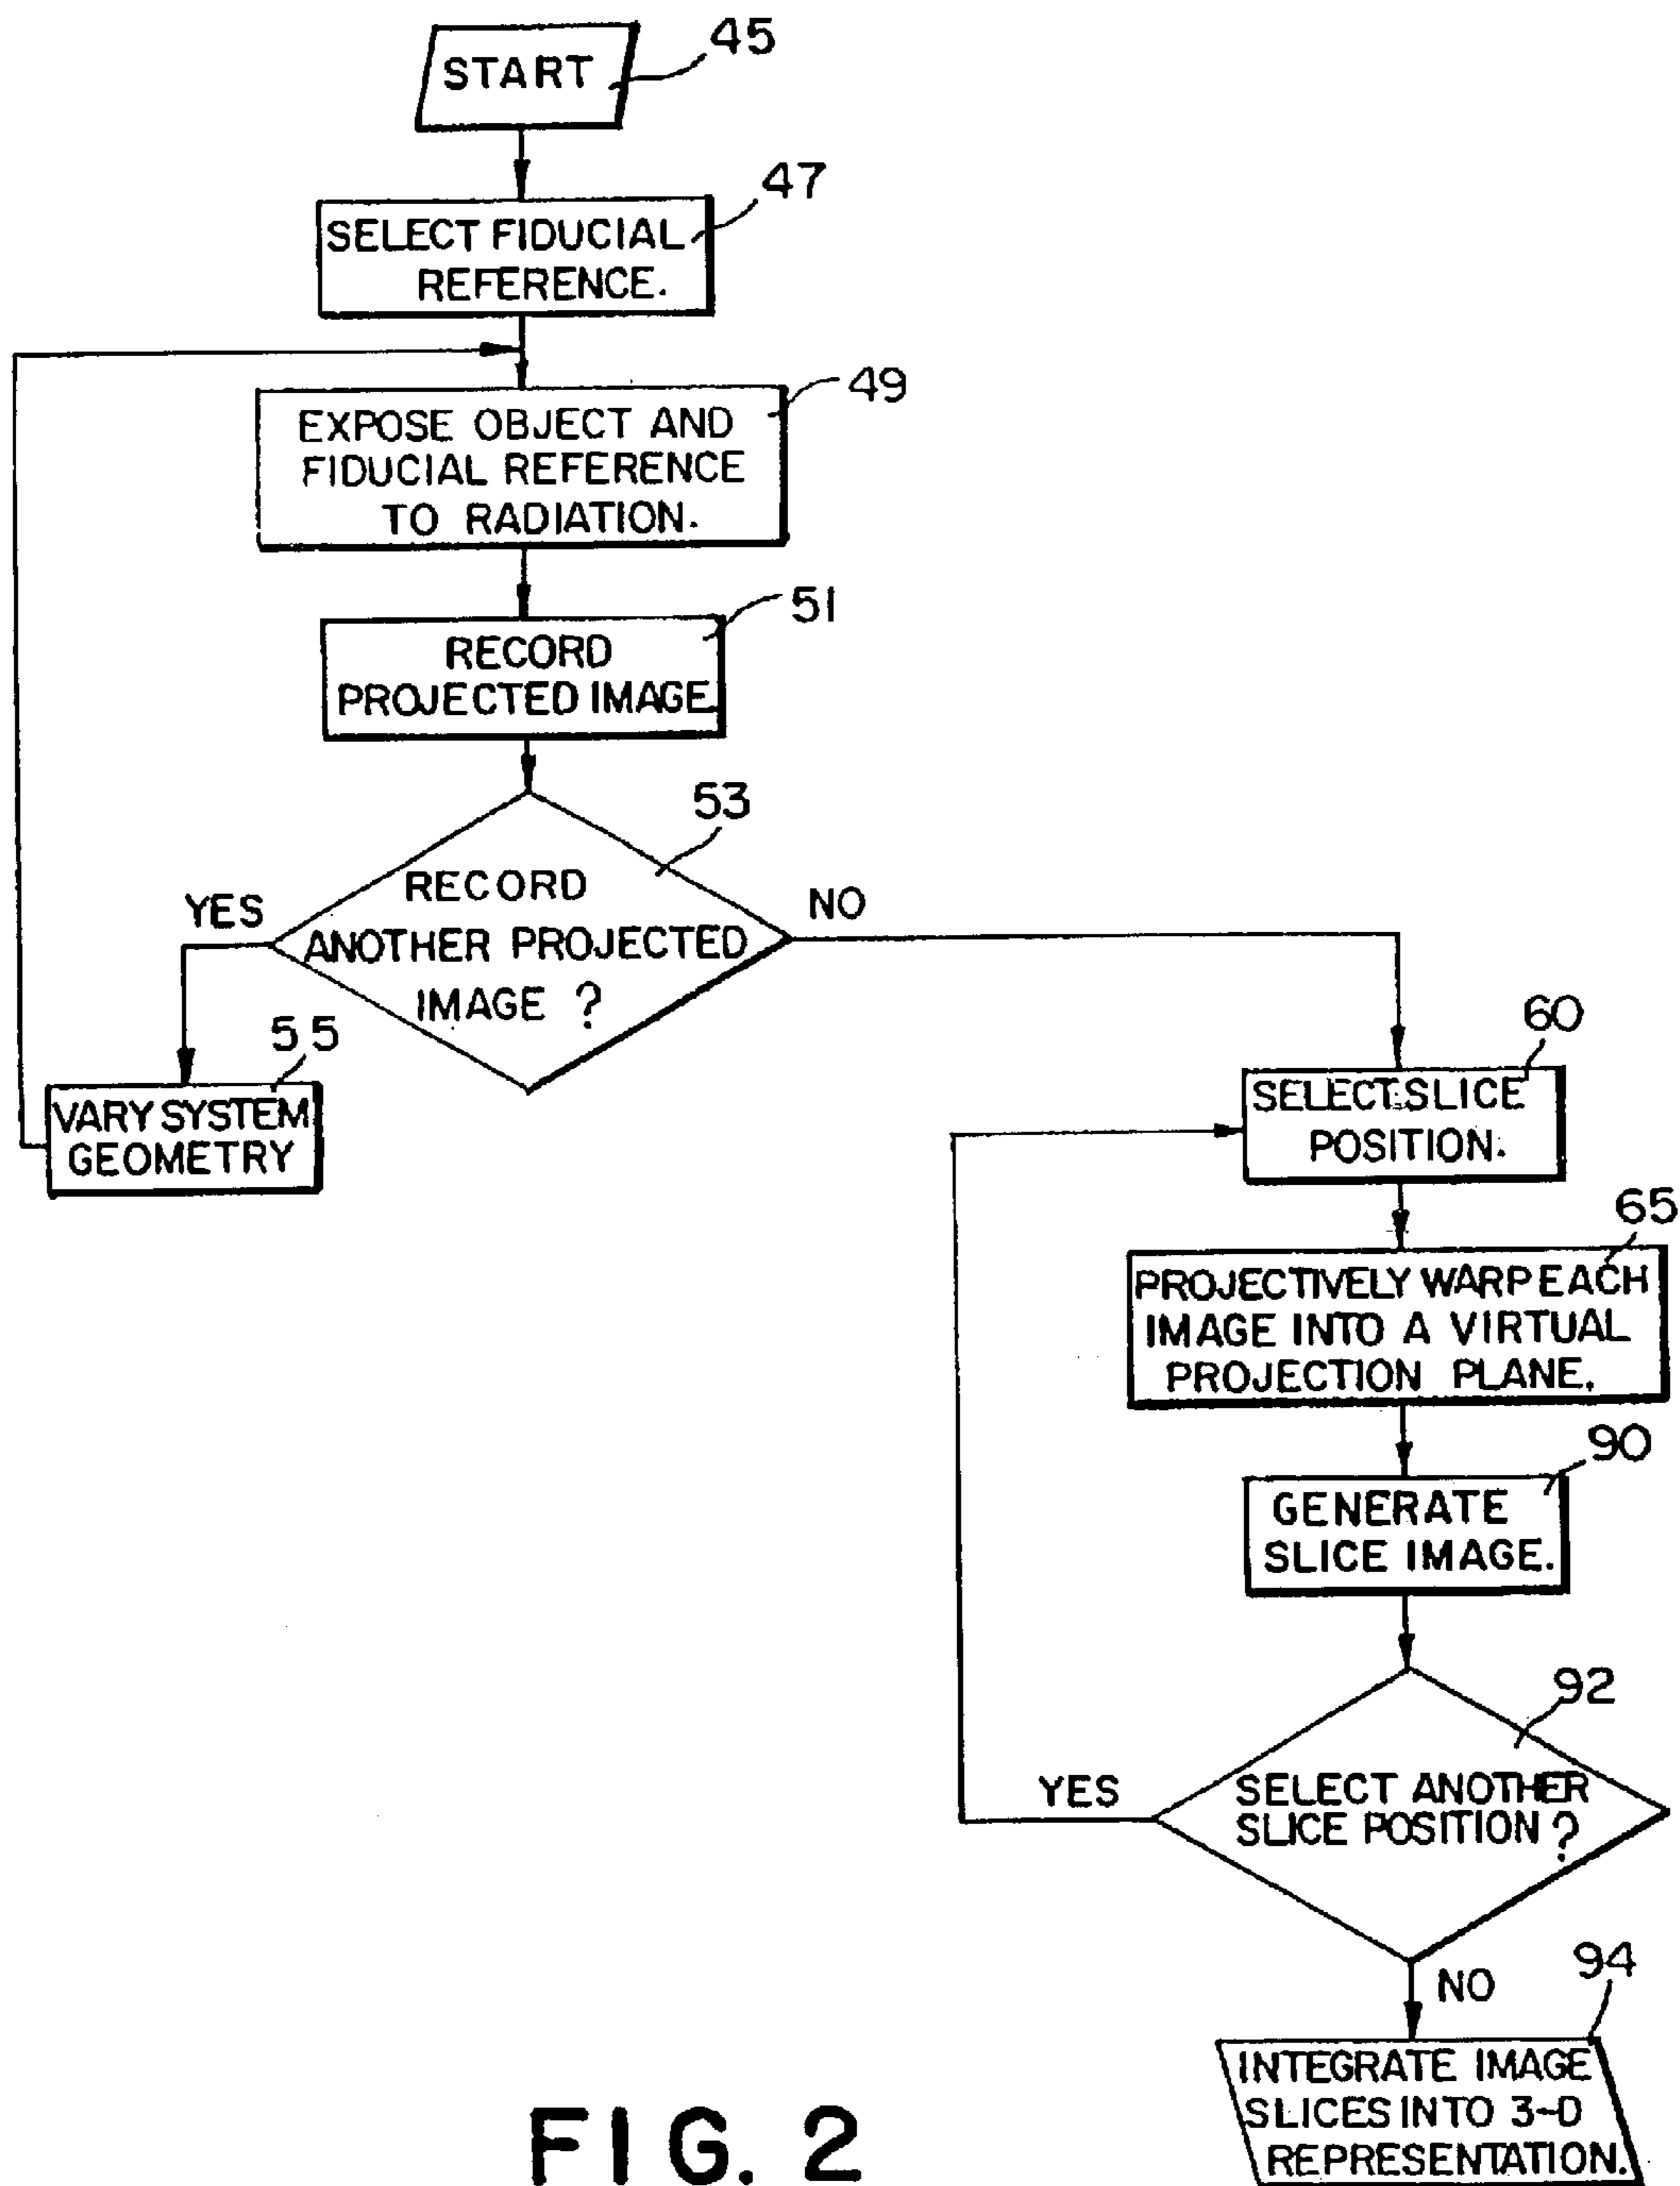 START
45
SELECT FIDUCIAL
REFERENCE.
47
EXPOSE OBJECT AND
FIDUCIAL REFERENCE
TO RADIATION.
49
RECORD
PROJECTED IMAGE.
51
RECORD
ANOTHER PROJECTED
IMAGE ?
53
YES
NO
VARY SYSTEM
GEOMETRY
55
SELECT SLICE
POSITION.
60
PROJECTIVELY WARP EACH
IMAGE INTO A VIRTUAL
PROJECTION PLANE.
65
GENERATE
SLICE IMAGE.
90
SELECT ANOTHER
SLICE POSITION ?
92
YES
NO
INTEGRATE IMAGE
SLICES INTO 3-D
REPRESENTATION.
94
FIG. 2